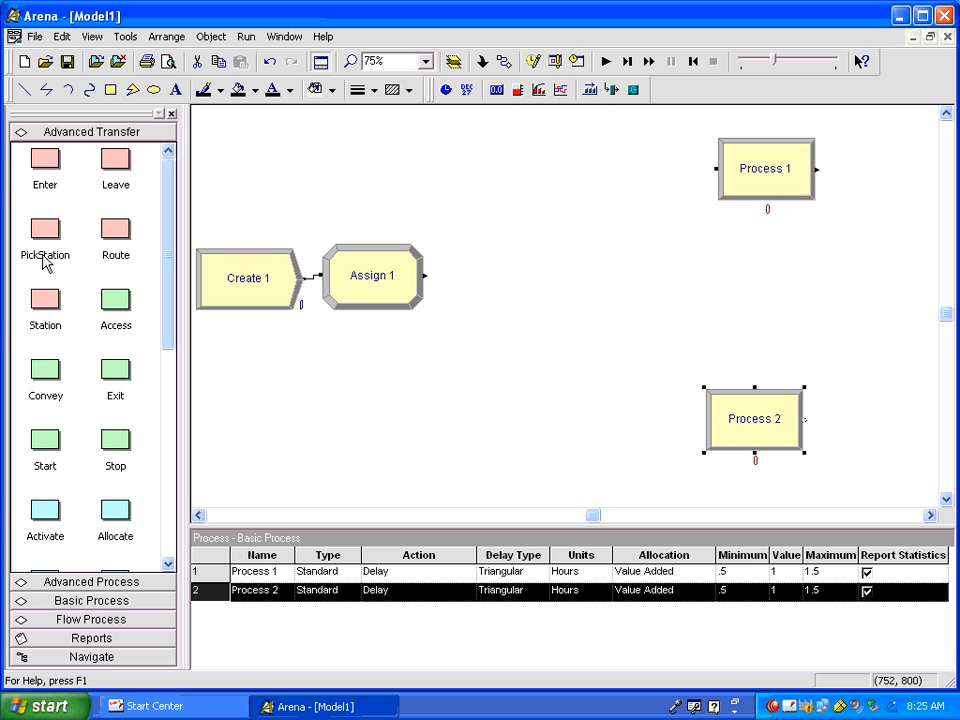 Arena - [Model1]
File Edit View Tools Arrange Object Run Window Help
75%
A A
DEC 27 0.0
Advanced Transfer
Enter Leave
PickStation Route
Station Access
Convey Exit
Start Stop
Activate Allocate
Advanced Process
Basic Process
Flow Process
Reports
Navigate
Create 1
0
Assign 1
Process 1
0
Process 2
0
Process - Basic Process
Name Type Action Delay Type Units Allocation Minimum Value Maximum Report Statistics
1 Process 1 Standard Delay Triangular Hours Value Added .5 1 1.5
2 Process 2 Standard Delay Triangular Hours Value Added .5 1 1.5
For Help, press F1
(752, 800)
start Start Center Arena - [Model1] 8:25 AM